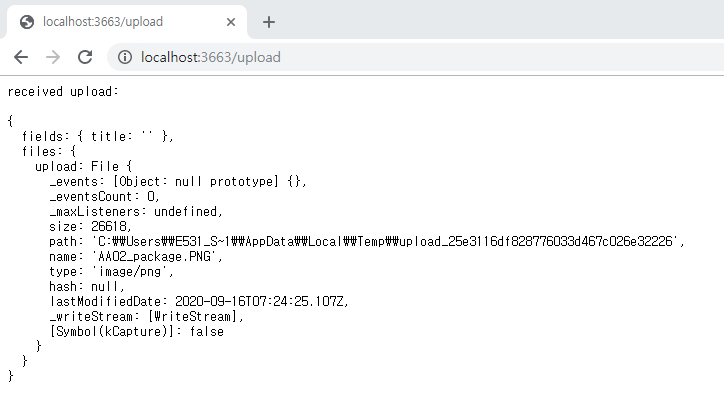 localhost:3663/upload
localhost:3663/upload
received upload:
{
  fields: { title: '' },
  files: {
    upload: File {
      _events: [Object: null prototype] {},
      _eventsCount: 0,
      _maxListeners: undefined,
      size: 26618,
      path: 'C:₩₩Users₩₩E531_S~1₩₩AppData₩₩Local₩₩Temp₩₩upload_25e3116df828776033d467c026e32226',
      name: 'AA02_package.PNG',
      type: 'image/png',
      hash: null,
      lastModifiedDate: 2020-09-16T07:24:25.107Z,
      _writeStream: [WriteStream],
      [Symbol(kCapture)]: false
    }
  }
}